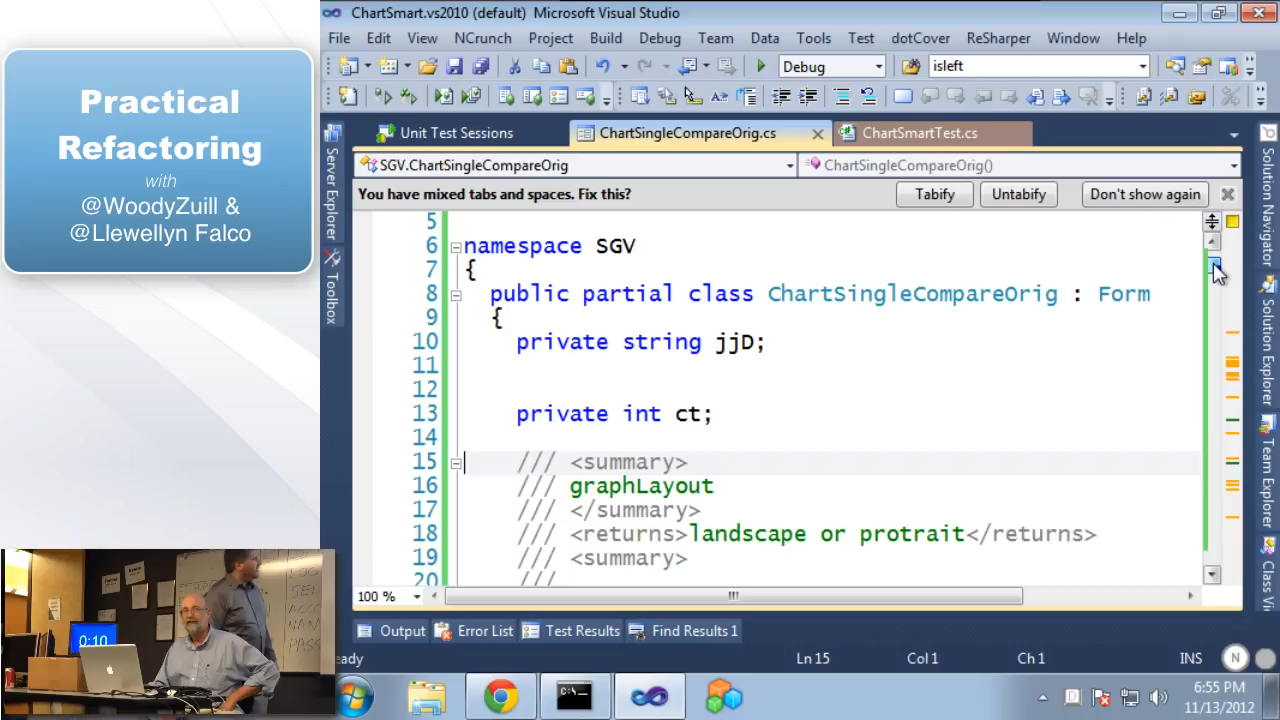 Practical
Refactoring
with
@WoodyZuill &
@Llewellyn Falco
ChartSmart.vs2010 (default) - Microsoft Visual Studio
File Edit View NCrunch Project Build Debug Team Data Tools Test dotCover ReSharper Window Help
Debug
isleft
Unit Test Sessions
ChartSingleCompareOrig.cs
ChartSmartTest.cs
SGV.ChartSingleCompareOrig
ChartSingleCompareOrig()
You have mixed tabs and spaces. Fix this?
Tabify
Untabify
Don't show again
5
6 namespace SGV
7 {
8 public partial class ChartSingleCompareOrig : Form
9 {
10 private string jjD;
11
12
13 private int ct;
14
15 /// <summary>
16 /// graphLayout
17 /// </summary>
18 /// <returns>landscape or protrait</returns>
19 /// <summary>
20 ///
100 %
Server Explorer
Toolbox
Solution Navigator
Solution Explorer
Team Explorer
Class View
Output
Error List
Test Results
Find Results 1
eady
Ln 15
Col 1
Ch 1
INS
N
0:10
C:\_
6:55 PM
11/13/2012